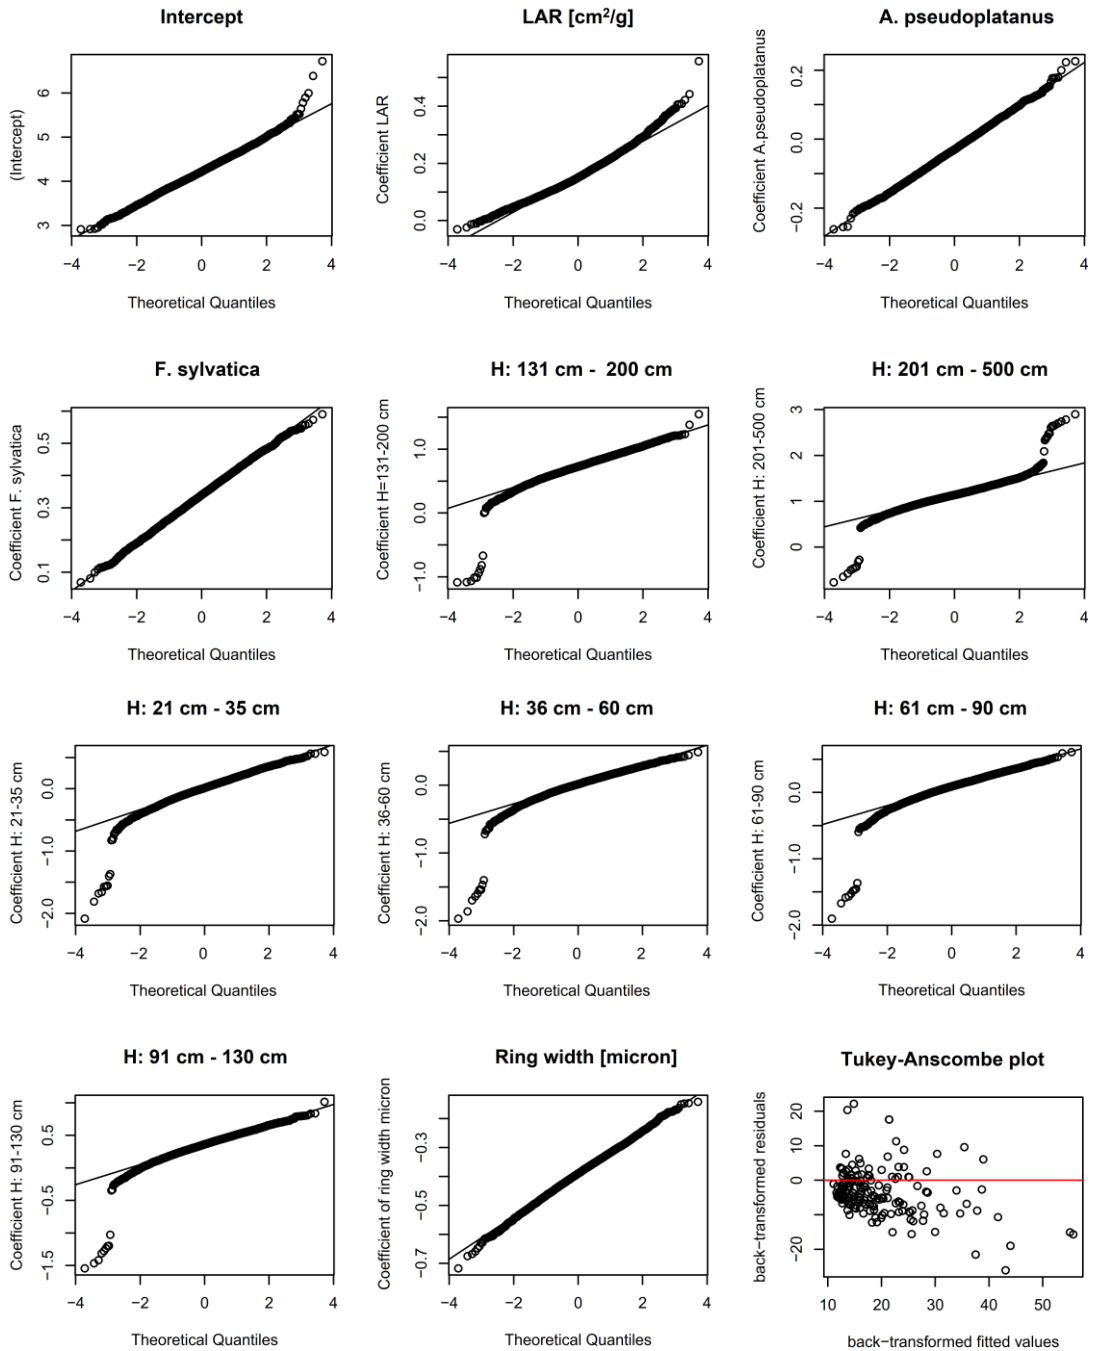 Intercept
(Intercept)
3 4 5 6
−4 −2 0 2 4
Theoretical Quantiles
LAR [cm²/g]
Coefficient LAR
0.0 0.2 0.4
−4 −2 0 2 4
Theoretical Quantiles
A. pseudoplatanus
Coefficient A.pseudoplatanus
−0.2 0.0 0.2
−4 −2 0 2 4
Theoretical Quantiles
F. sylvatica
Coefficient F. sylvatica
0.1 0.3 0.5
−4 −2 0 2 4
Theoretical Quantiles
H: 131 cm - 200 cm
Coefficient H=131-200 cm
−1.0 0.0 1.0
−4 −2 0 2 4
Theoretical Quantiles
H: 201 cm - 500 cm
Coefficient H: 201-500 cm
0 1 2 3
−4 −2 0 2 4
Theoretical Quantiles
H: 21 cm - 35 cm
Coefficient H: 21-35 cm
−2.0 −1.0 0.0
−4 −2 0 2 4
Theoretical Quantiles
H: 36 cm - 60 cm
Coefficient H: 36-60 cm
−2.0 −1.0 0.0
−4 −2 0 2 4
Theoretical Quantiles
H: 61 cm - 90 cm
Coefficient H: 61-90 cm
−2.0 −1.0 0.0
−4 −2 0 2 4
Theoretical Quantiles
H: 91 cm - 130 cm
Coefficient H: 91-130 cm
−1.5 −0.5 0.5
−4 −2 0 2 4
Theoretical Quantiles
Ring width [micron]
Coefficient of ring width micron
−0.7 −0.5 −0.3
−4 −2 0 2 4
Theoretical Quantiles
Tukey-Anscombe plot
back−transformed residuals
−20 0 10 20
10 20 30 40 50
back−transformed fitted values